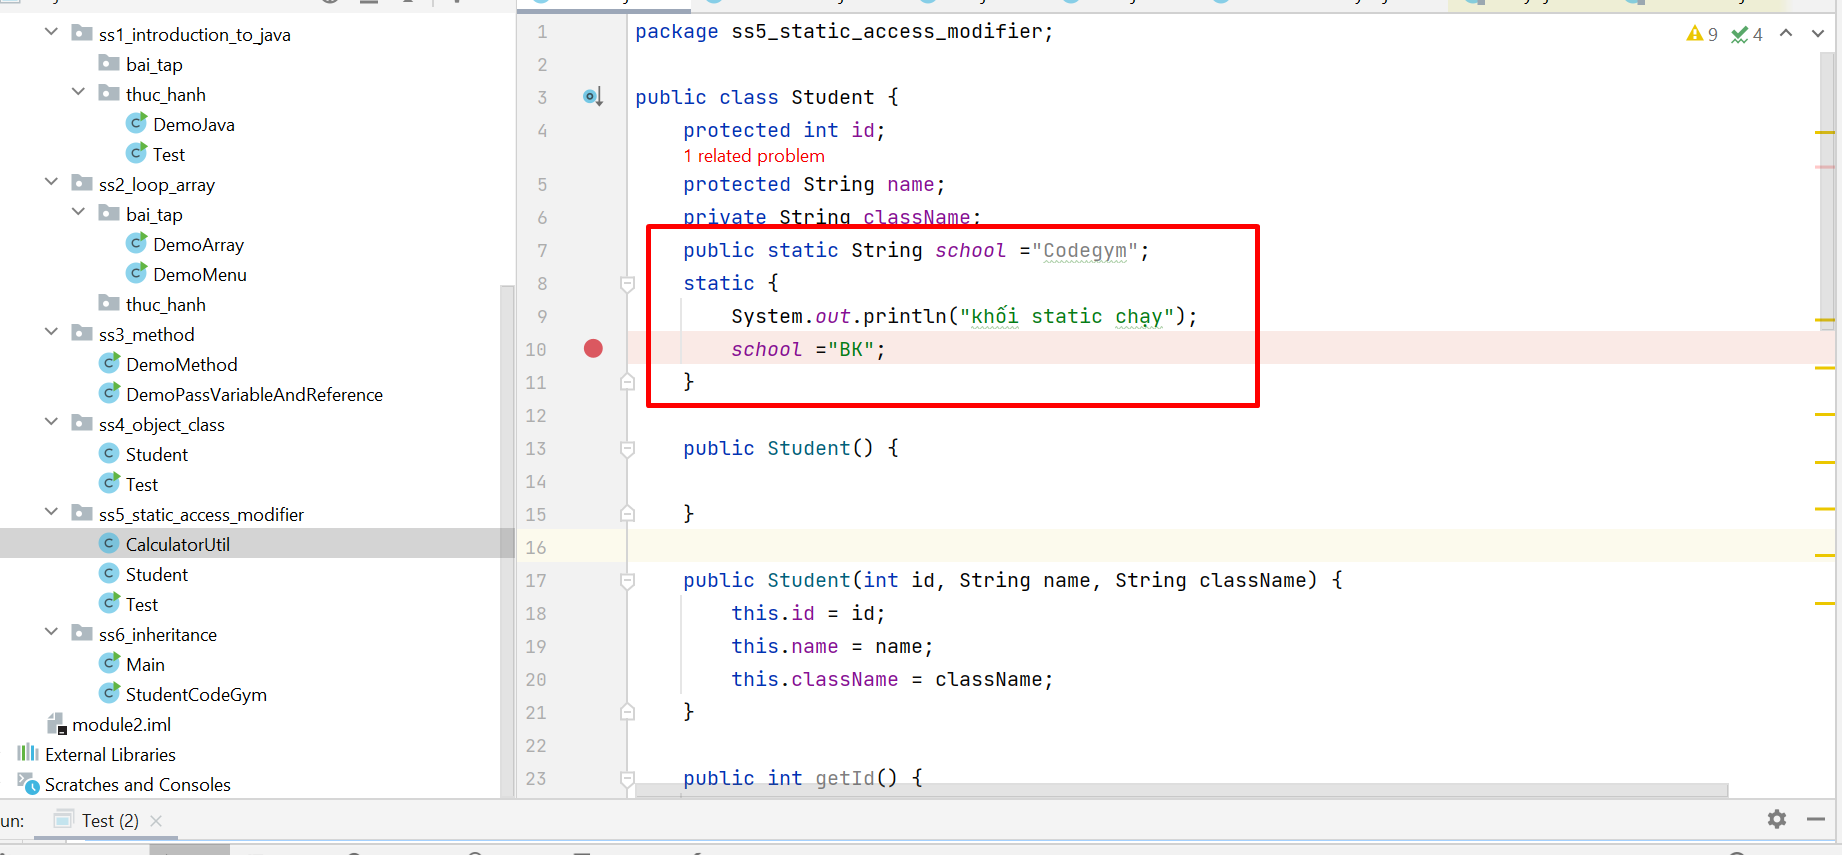 ss1_introduction_to_java
bai_tap
thuc_hanh
DemoJava
Test
ss2_loop_array
bai_tap
DemoArray
DemoMenu
thuc_hanh
ss3_method
DemoMethod
DemoPassVariableAndReference
ss4_object_class
Student
Test
ss5_static_access_modifier
CalculatorUtil
Student
Test
ss6_inheritance
Main
StudentCodeGym
module2.iml
External Libraries
Scratches and Consoles
9 4
1 package ss5_static_access_modifier;
2
3 public class Student {
4 protected int id;
1 related problem
5 protected String name;
6 private String className;
7 public static String school ="Codegym";
8 static {
9 System.out.println("khối static chạy");
10 school ="BK";
11 }
12
13 public Student() {
14
15 }
16
17 public Student(int id, String name, String className) {
18 this.id = id;
19 this.name = name;
20 this.className = className;
21 }
22
23 public int getId() {
un: Test (2)